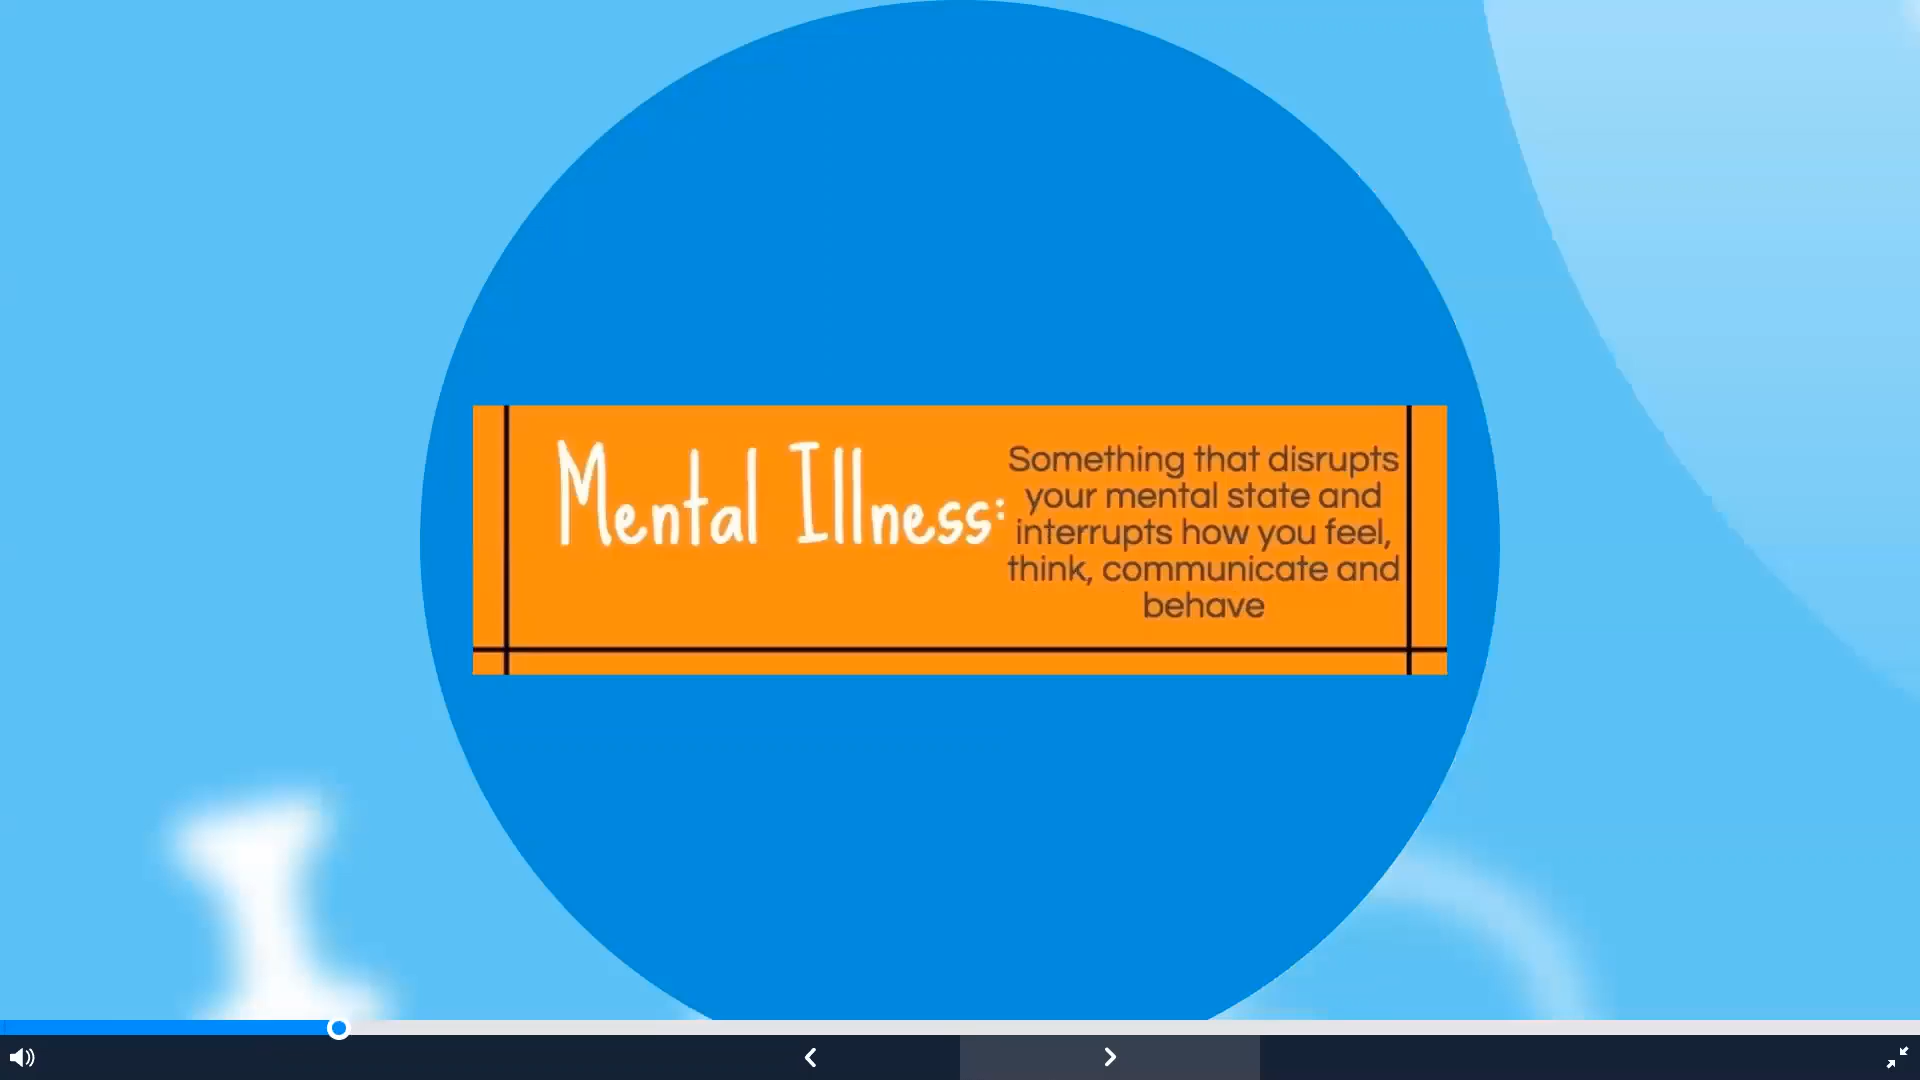 Mental Illness:
Something that disrupts
your mental state and
interrupts how you feel,
think, communicate and
behave